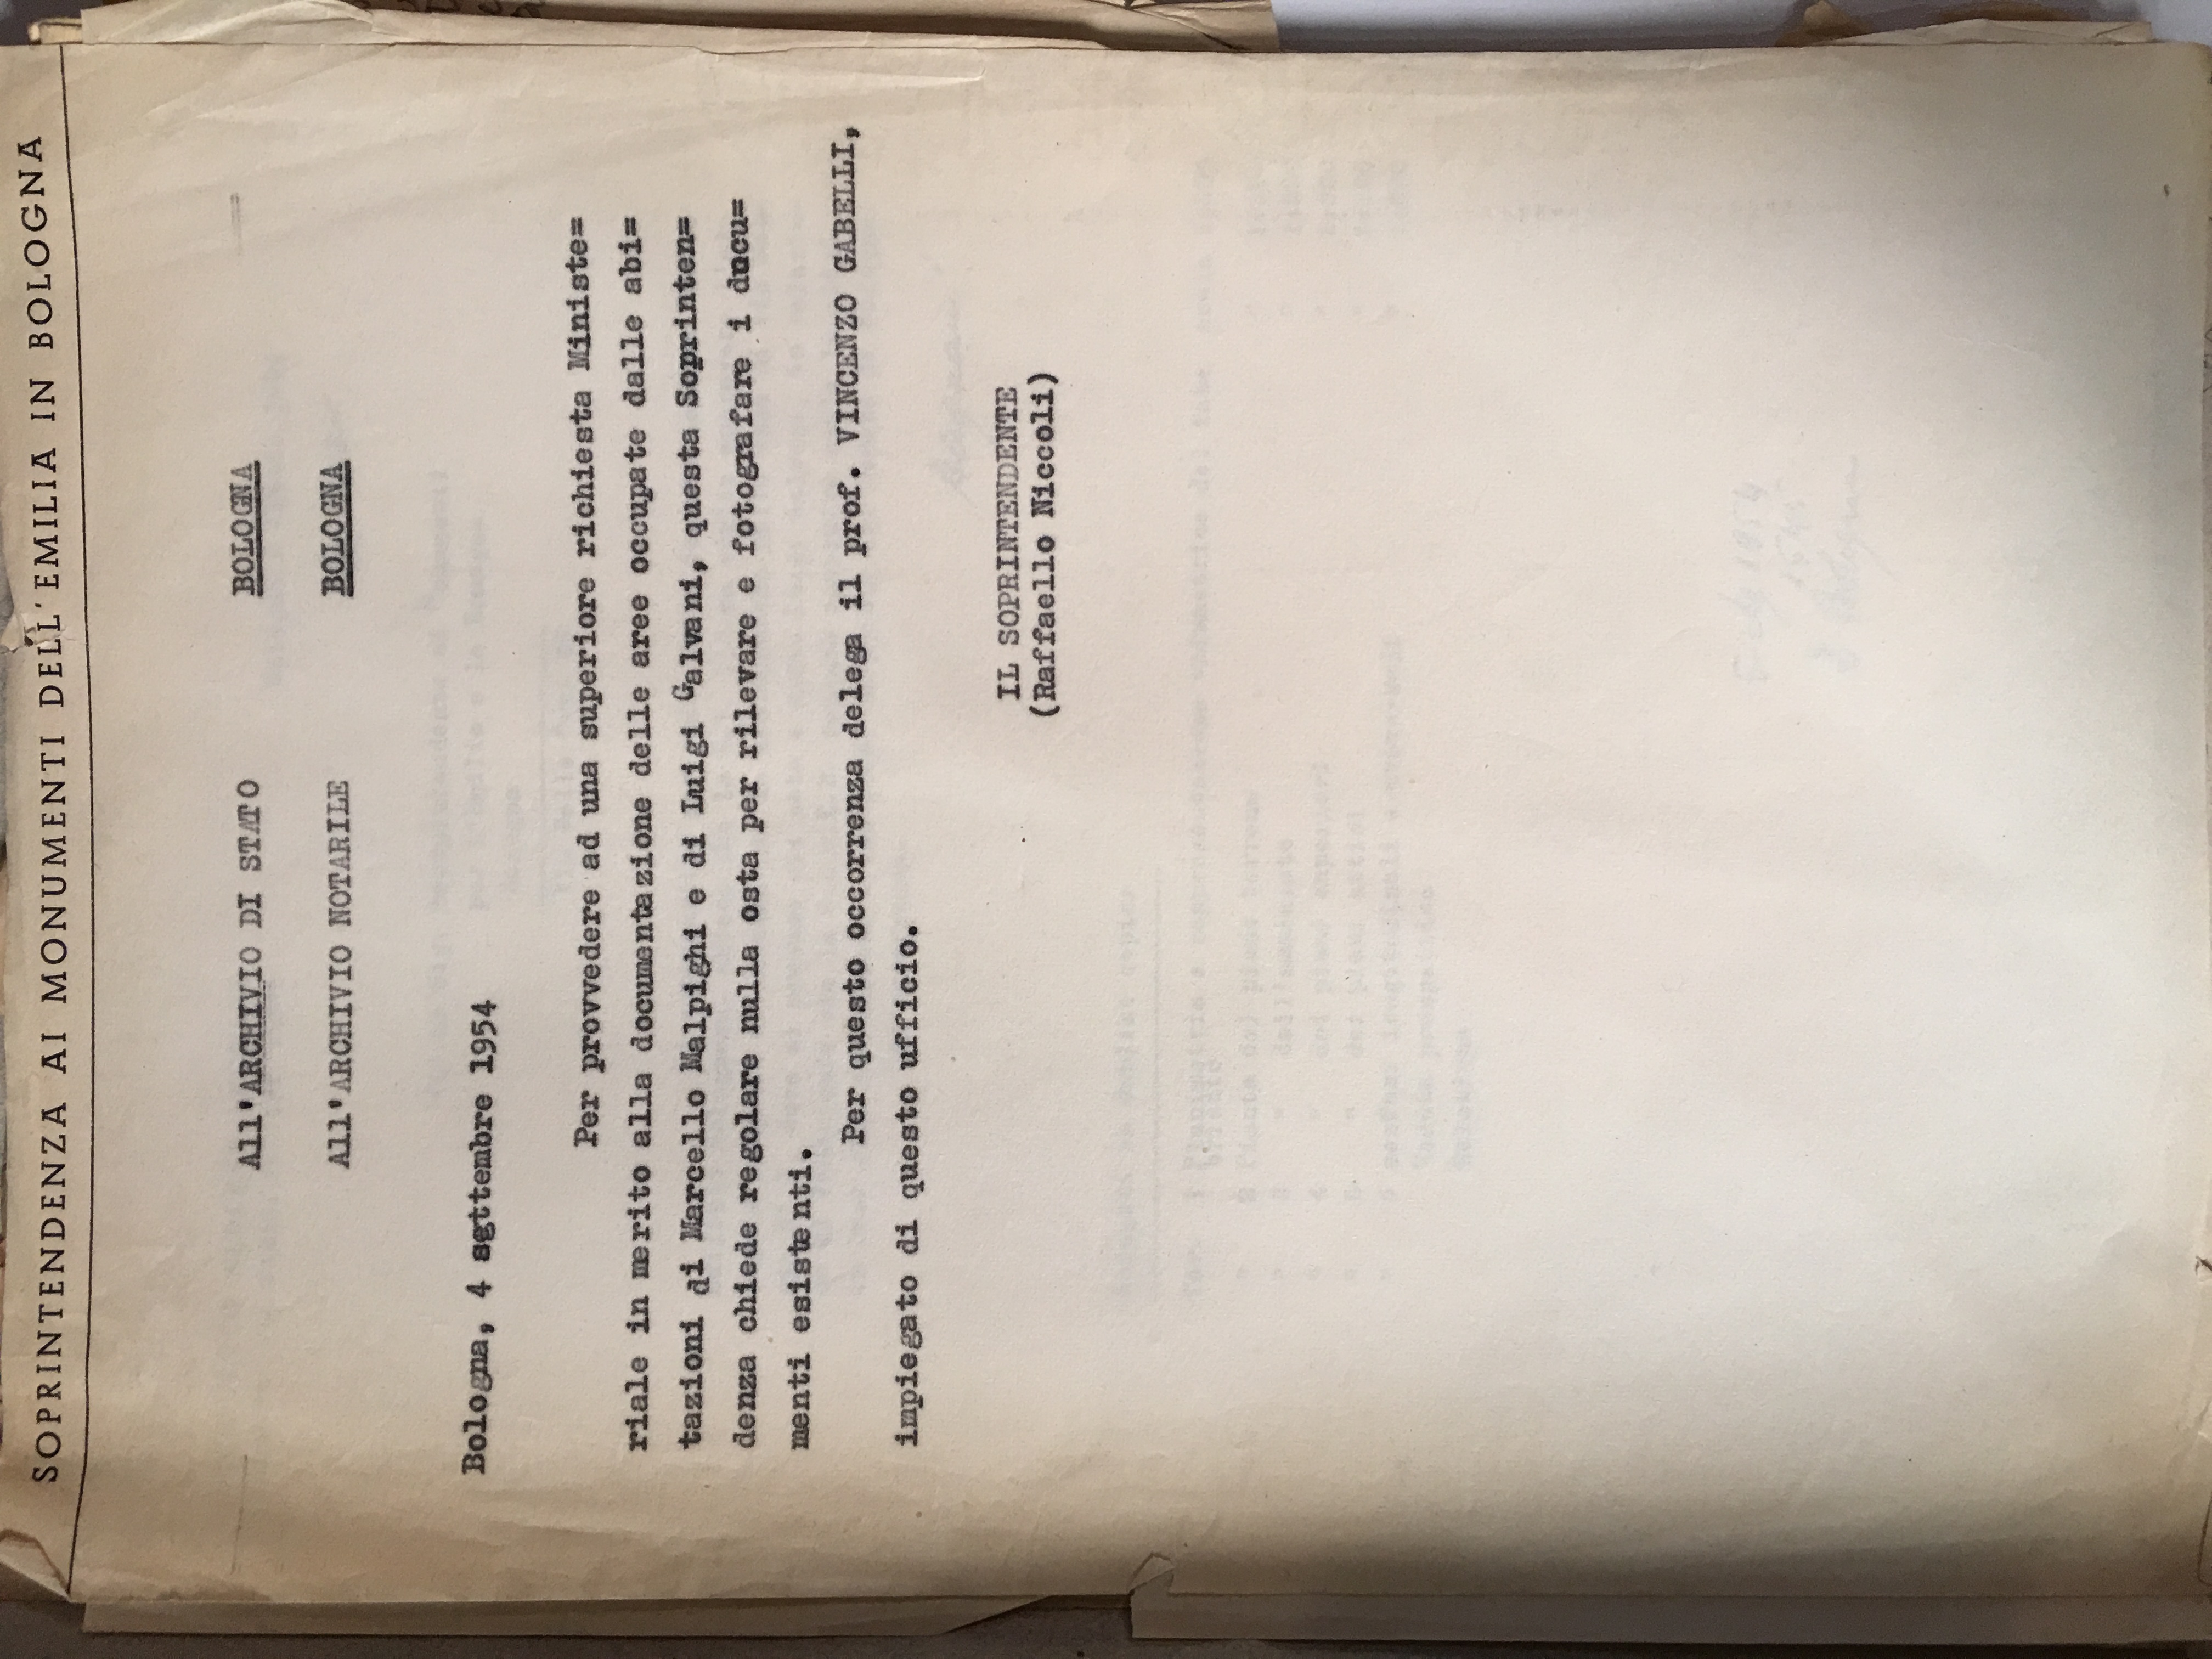 SOPRINTENDENZA AI MONUMENTI DELL'EMILIA IN BOLOGNA
All'ARCHIVIO DI STATO BOLOGNA
All'ARCHIVIO NOTARILE BOLOGNA
Bologna, 4 sgttembre 1954
Per provvedere ad una superiore richiesta Ministe=
riale in merito alla documentazione delle aree occupate dalle abi=
tazioni di Marcello Malpighi e di Luigi Galvani, questa Soprinten=
denza chiede regolare nulla osta per rilevare e fotografare i ducu=
menti esistenti.
Per questo occorrenza delega il prof. VINCENZO GABELLI,
impiegato di questo ufficio.
IL SOPRINTENDENTE
(Raffaello Niccoli)